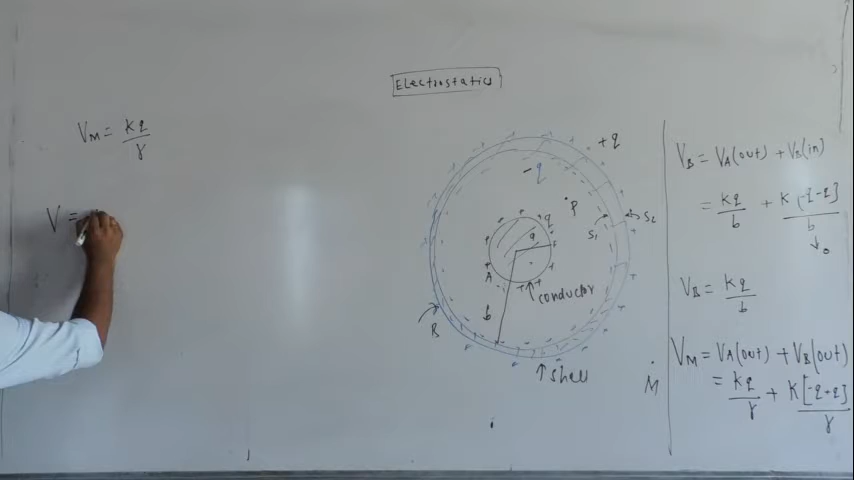 Electrostatics
V_M = Kq/r
V =
+q
-q
P
q
a
S₁
S₂
A
conductor
b
B
shell
M
V_B = V_A(out) + V_B(in)
= Kq/b + K[-q+q]/b
↓ 0
V_B = Kq/b
V_M = V_A(out) + V_B(out)
= Kq/r + K[-q+q]/r